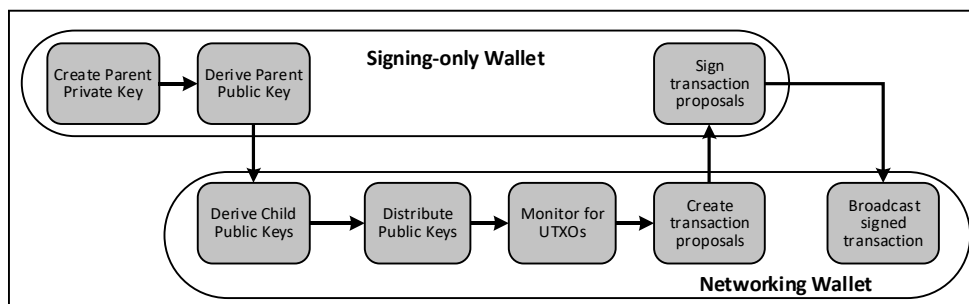 Signing-only Wallet
Create Parent
Private Key
Derive Parent
Public Key
Sign
transaction
proposals
Derive Child
Public Keys
Distribute
Public Keys
Monitor for
UTXOs
Create
transaction
proposals
Broadcast
signed
transaction
Networking Wallet